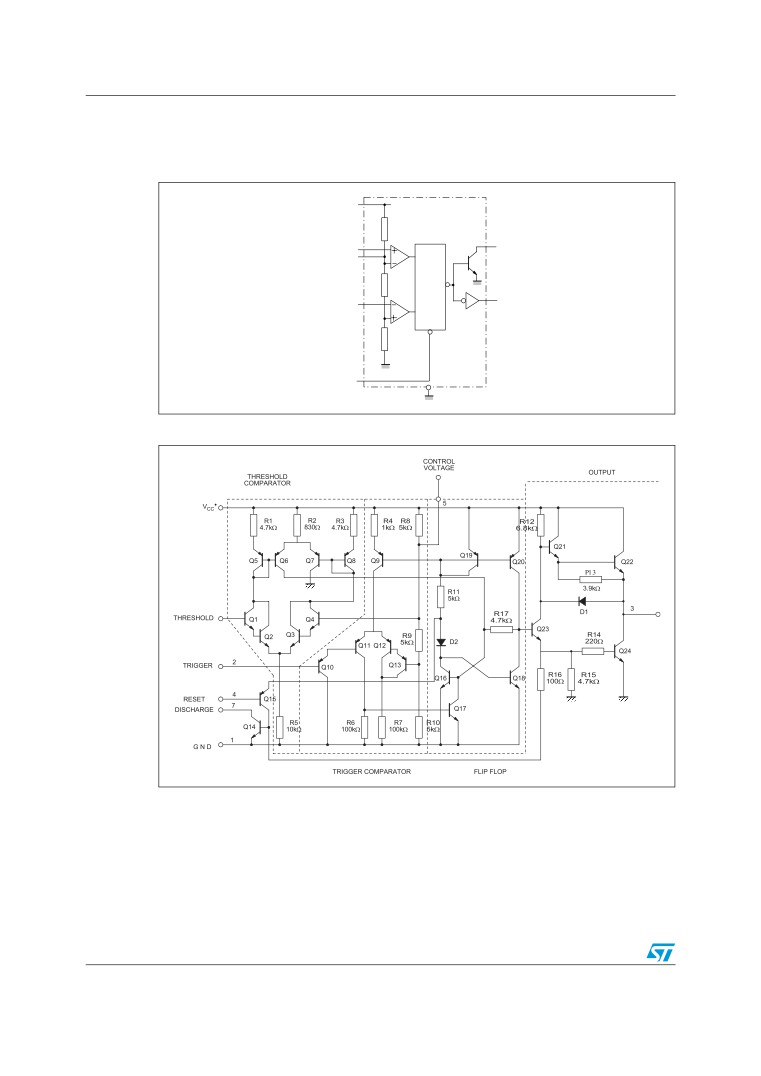 +
−
−
+
CONTROL
VOLTAGE
THRESHOLD
COMPARATOR
OUTPUT
5
VCC+
R1
4.7kΩ
R2
830Ω
R3
4.7kΩ
R4
1kΩ
R8
5kΩ
R12
6.8kΩ
Q5
Q6
Q7
Q8
Q9
Q19
Q20
Q21
Q22
R13
3.9kΩ
R11
5kΩ
D1
3
THRESHOLD
Q1
Q2
Q3
Q4
R17
4.7kΩ
Q23
R9
5kΩ
D2
R14
220Ω
Q11
Q12
Q24
TRIGGER
2
Q10
Q13
Q16
Q18
R16
100Ω
R15
4.7kΩ
RESET
4
Q15
DISCHARGE
7
Q14
Q17
R5
10kΩ
R6
100kΩ
R7
100kΩ
R10
5kΩ
G N D
1
TRIGGER COMPARATOR
FLIP FLOP
ST